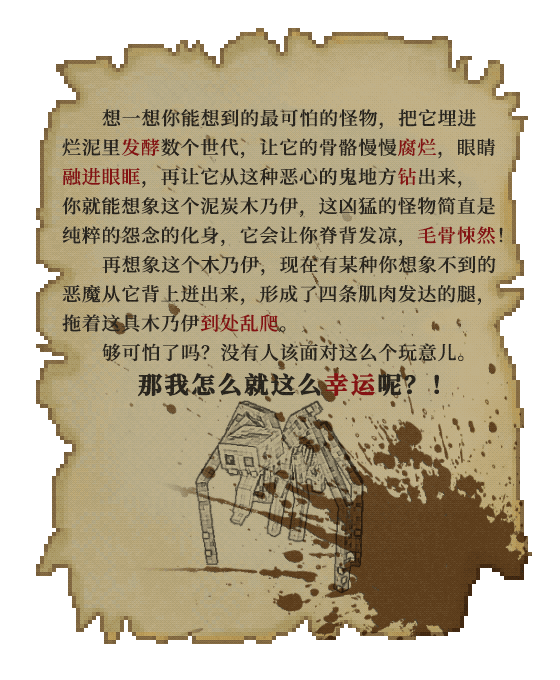 想一想你能想到的最可怕的怪物，把它埋进
烂泥里发酵数个世代，让它的骨骼慢慢腐烂，眼睛
融进眼眶，再让它从这种恶心的鬼地方钻出来，
你就能想象这个泥炭木乃伊，这凶猛的怪物简直是
纯粹的怨念的化身，它会让你脊背发凉，毛骨悚然！
再想象这个木乃伊，现在有某种你想象不到的
恶魔从它背上迸出来，形成了四条肌肉发达的腿，
拖着这具木乃伊到处乱爬。
够可怕了吗？没有人该面对这么个玩意儿。
那我怎么就这么幸运呢？！